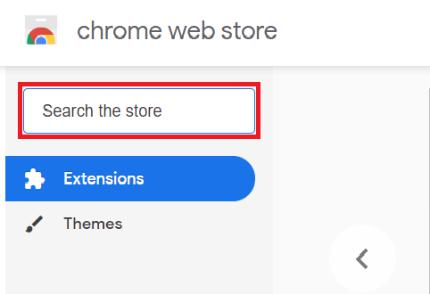 chrome web store
Search the store
Extensions
Themes